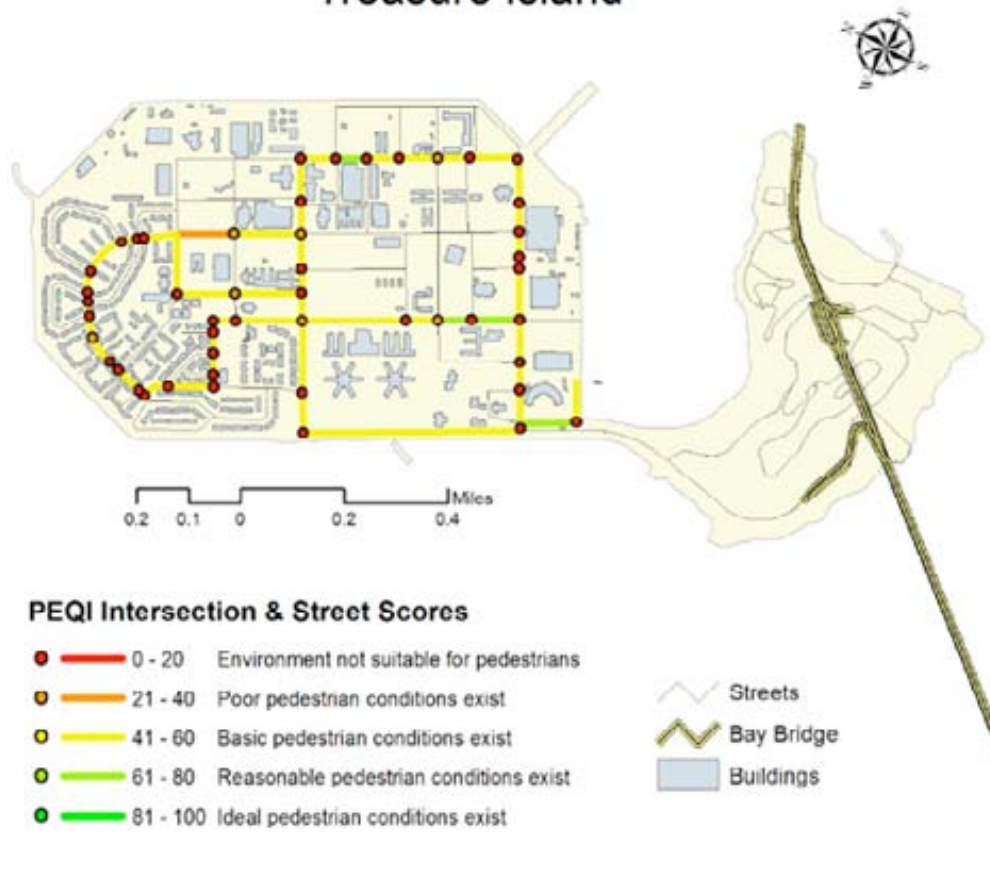 Treasure Island
Miles
0.2 0.1 0 0.2 0.4
PEQI Intersection & Street Scores
0 - 20 Environment not suitable for pedestrians
21 - 40 Poor pedestrian conditions exist
41 - 60 Basic pedestrian conditions exist
61 - 80 Reasonable pedestrian conditions exist
81 - 100 Ideal pedestrian conditions exist
Streets
Bay Bridge
Buildings